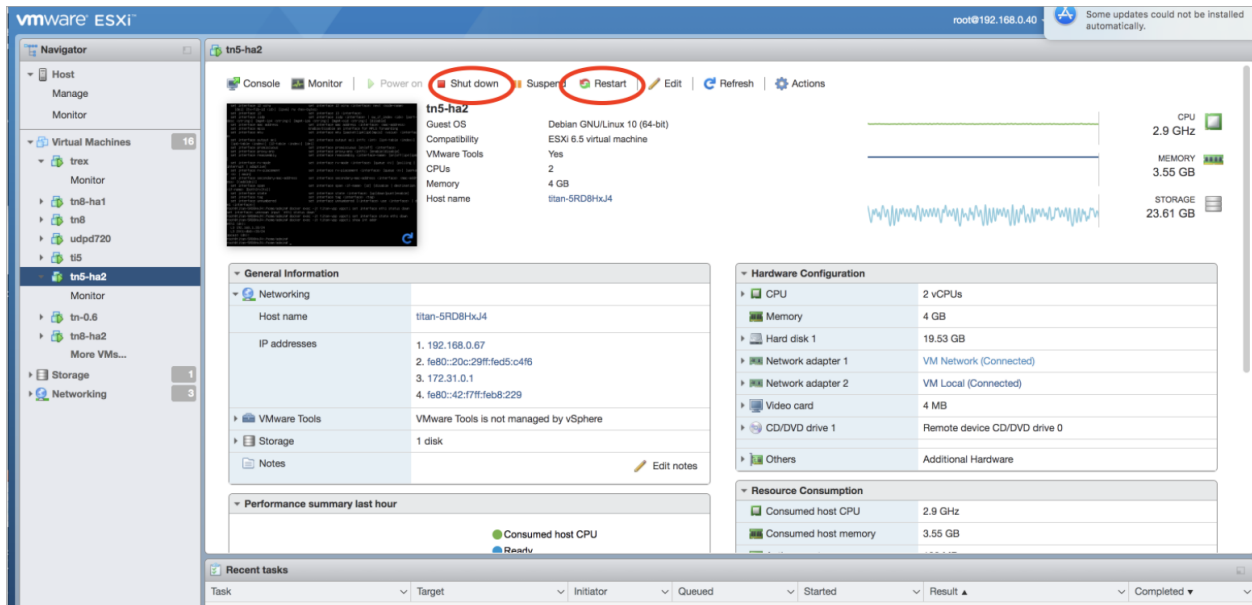 vmware ESXi™
root@192.168.0.40
Some updates could not be installed
automatically.
Navigator
tn5-ha2
Host
Manage
Monitor
Virtual Machines 16
trex
Monitor
tn8-ha1
tn8
udpd720
ti5
tn5-ha2
Monitor
tn-0.6
tn8-ha2
More VMs...
Storage 1
Networking 3
Console Monitor Power on Shut down Suspend Restart Edit Refresh Actions
tn5-ha2
Guest OS Debian GNU/Linux 10 (64-bit)
Compatibility ESXi 6.5 virtual machine
VMware Tools Yes
CPUs 2
Memory 4 GB
Host name titan-5RD8HxJ4
CPU
2.9 GHz
MEMORY
3.55 GB
STORAGE
23.61 GB
General Information
Networking
Host name titan-5RD8HxJ4
IP addresses 1. 192.168.0.67
2. fe80::20c:29ff:fed5:c4f6
3. 172.31.0.1
4. fe80::42:f7ff:feb8:229
VMware Tools VMware Tools is not managed by vSphere
Storage 1 disk
Notes Edit notes
Performance summary last hour
Consumed host CPU
Ready
Hardware Configuration
CPU 2 vCPUs
Memory 4 GB
Hard disk 1 19.53 GB
Network adapter 1 VM Network (Connected)
Network adapter 2 VM Local (Connected)
Video card 4 MB
CD/DVD drive 1 Remote device CD/DVD drive 0
Others Additional Hardware
Resource Consumption
Consumed host CPU 2.9 GHz
Consumed host memory 3.55 GB
Recent tasks
Task Target Initiator Queued Started Result ▲ Completed ▼